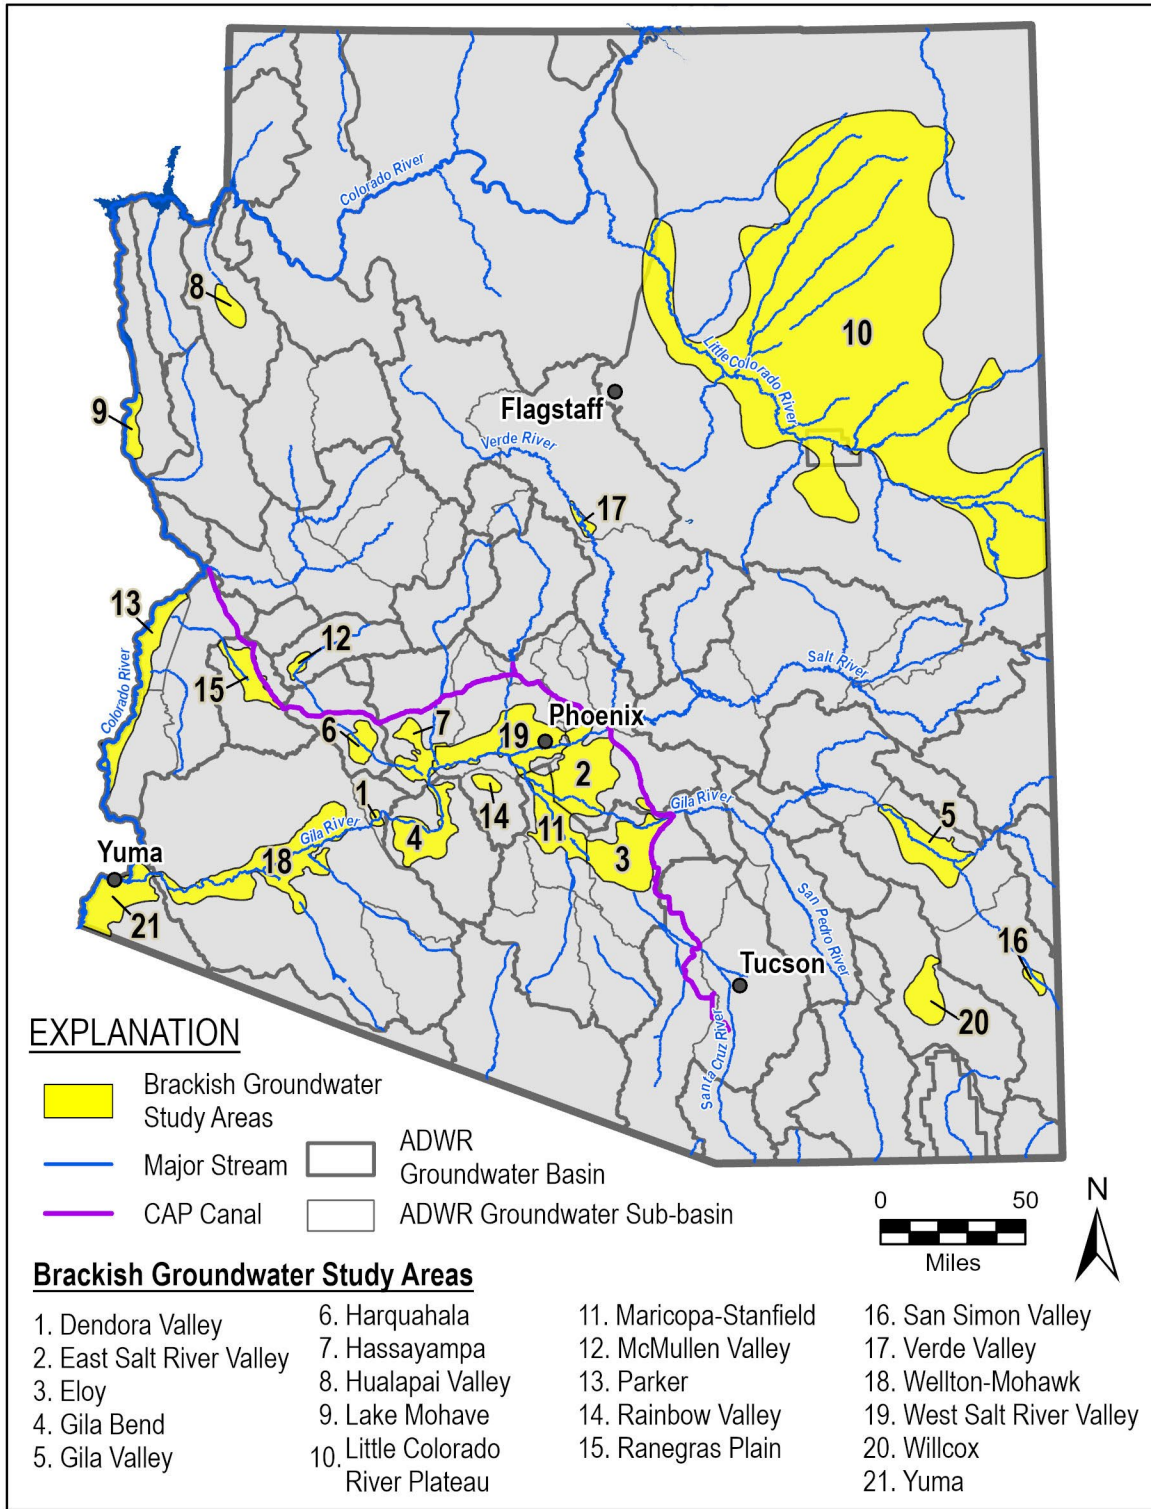 Colorado River
8
10
Little Colorado River
9
Flagstaff
Verde River
17
13
12
Salt River
Colorado River
15
6
7
Phoenix
19
2
1
Gila River
5
14
11
4
Gila River
3
18
Yuma
San Pedro River
21
16
Tucson
20
Santa Cruz River
EXPLANATION
Brackish Groundwater
Study Areas
Major Stream
CAP Canal
ADWR
Groundwater Basin
ADWR Groundwater Sub-basin
0 50
Miles
N
Brackish Groundwater Study Areas
1. Dendora Valley
2. East Salt River Valley
3. Eloy
4. Gila Bend
5. Gila Valley
6. Harquahala
7. Hassayampa
8. Hualapai Valley
9. Lake Mohave
10. Little Colorado
River Plateau
11. Maricopa-Stanfield
12. McMullen Valley
13. Parker
14. Rainbow Valley
15. Ranegras Plain
16. San Simon Valley
17. Verde Valley
18. Wellton-Mohawk
19. West Salt River Valley
20. Willcox
21. Yuma